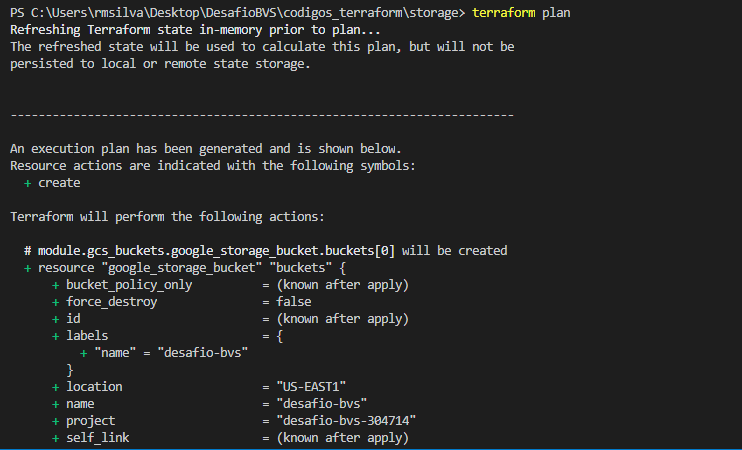 PS C:\Users\rmsilva\Desktop\DesafioBVS\codigos_terraform\storage> terraform plan
Refreshing Terraform state in-memory prior to plan...
The refreshed state will be used to calculate this plan, but will not be
persisted to local or remote state storage.
------------------------------------------------------------------------
An execution plan has been generated and is shown below.
Resource actions are indicated with the following symbols:
  + create
Terraform will perform the following actions:
  # module.gcs_buckets.google_storage_bucket.buckets[0] will be created
  + resource "google_storage_bucket" "buckets" {
      + bucket_policy_only          = (known after apply)
      + force_destroy               = false
      + id                          = (known after apply)
      + labels                      = {
          + "name" = "desafio-bvs"
        }
      + location                    = "US-EAST1"
      + name                        = "desafio-bvs"
      + project                     = "desafio-bvs-304714"
      + self_link                   = (known after apply)